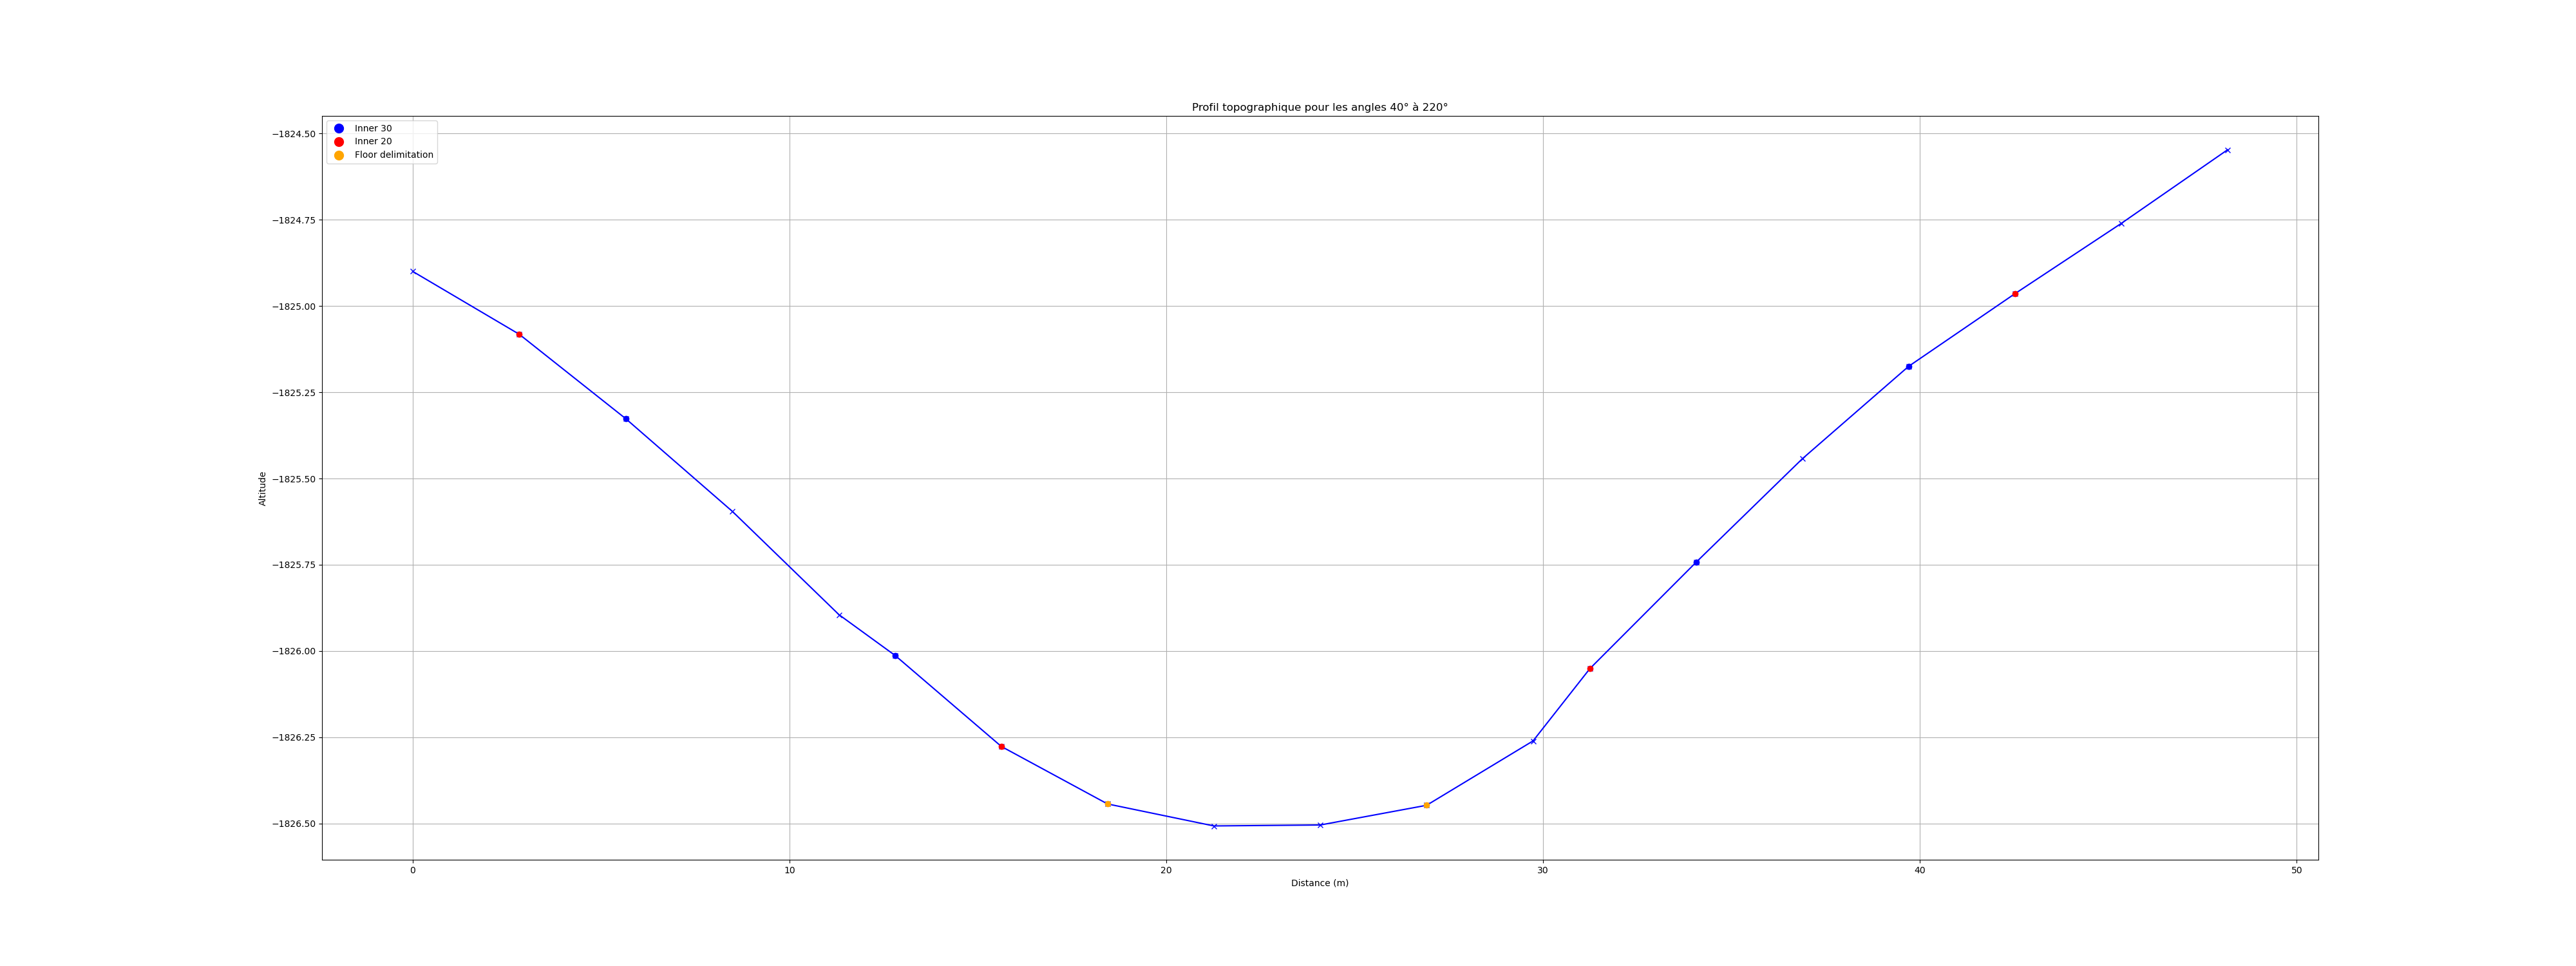 Profil topographique pour les angles 40° à 220°
Inner 30
Inner 20
Floor delimitation
−1824.50
−1824.75
−1825.00
−1825.25
−1825.50
−1825.75
−1826.00
−1826.25
−1826.50
Altitude
0 10 20 30 40 50
Distance (m)